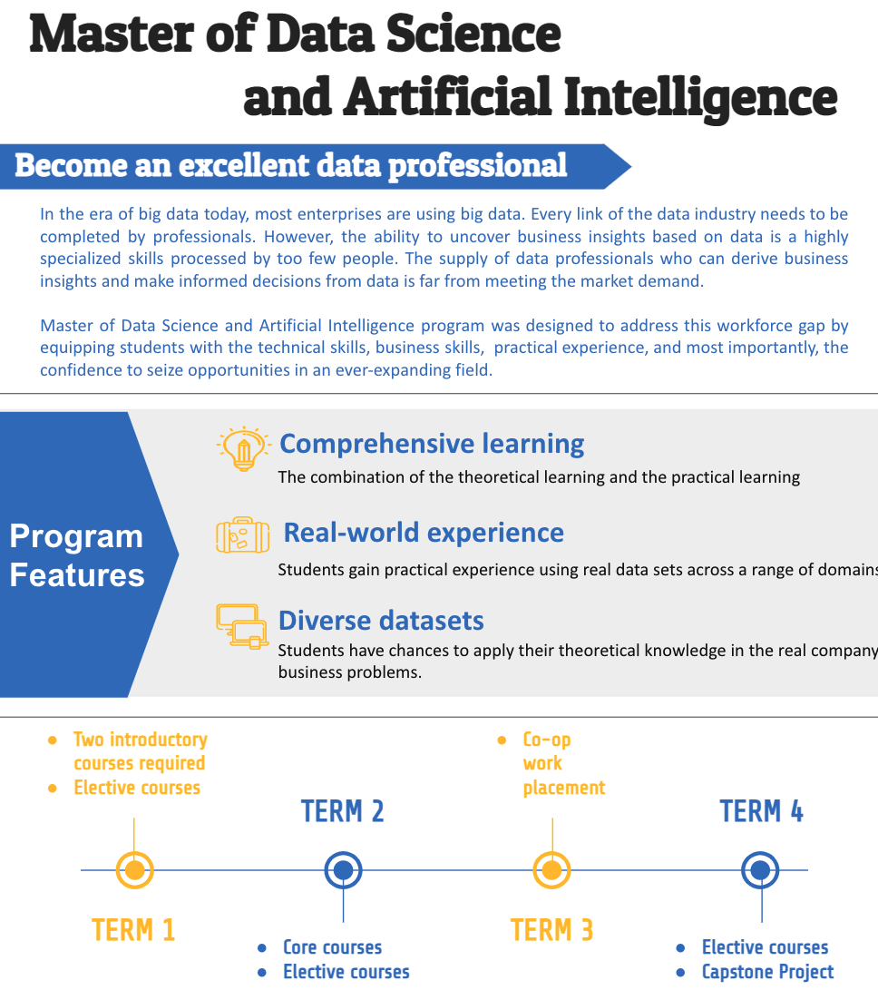 Master of Data Science
and Artificial Intelligence
Become an excellent data professional
In the era of big data today, most enterprises are using big data. Every link of the data industry needs to be
completed by professionals. However, the ability to uncover business insights based on data is a highly
specialized skills processed by too few people. The supply of data professionals who can derive business
insights and make informed decisions from data is far from meeting the market demand.
Master of Data Science and Artificial Intelligence program was designed to address this workforce gap by
equipping students with the technical skills, business skills, practical experience, and most importantly, the
confidence to seize opportunities in an ever-expanding field.
Program
Features
Comprehensive learning
The combination of the theoretical learning and the practical learning
Real-world experience
Students gain practical experience using real data sets across a range of domains
Diverse datasets
Students have chances to apply their theoretical knowledge in the real company
business problems.
● Two introductory
courses required
● Elective courses
TERM 1
TERM 2
● Core courses
● Elective courses
● Co-op
work
placement
TERM 3
TERM 4
● Elective courses
● Capstone Project